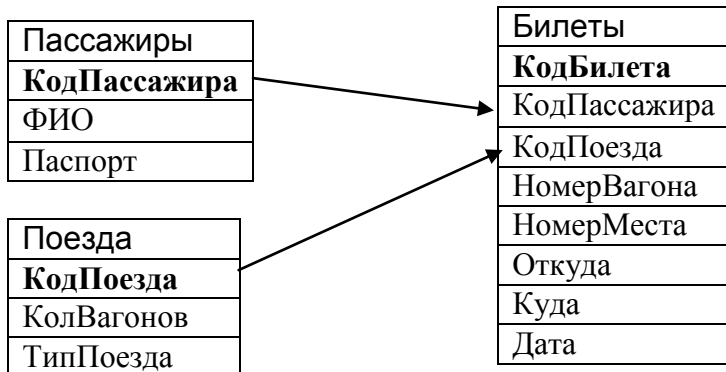 Пассажиры
КодПассажира
ФИО
Паспорт
Поезда
КодПоезда
КолВагонов
ТипПоезда
Билеты
КодБилета
КодПассажира
КодПоезда
НомерВагона
НомерМеста
Откуда
Куда
Дата